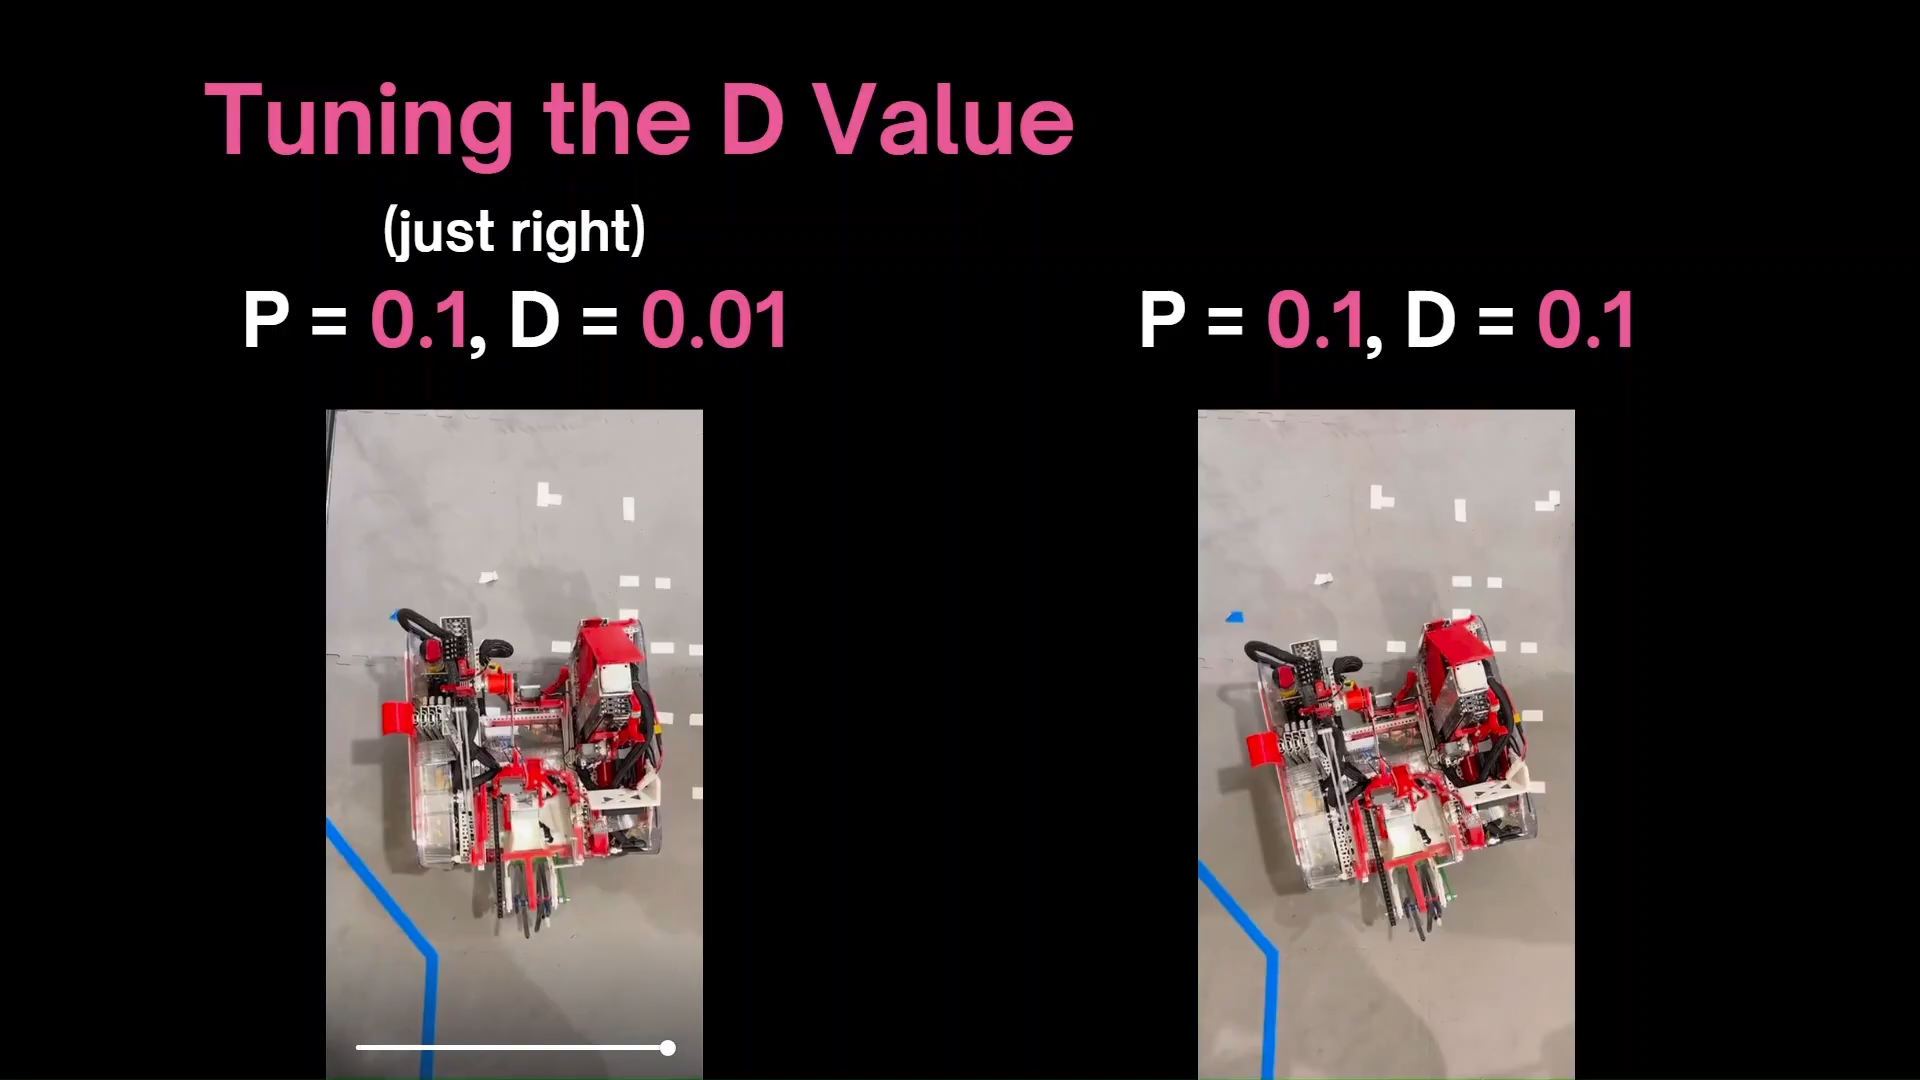 Tuning the D Value
(just right)
P = 0.1, D = 0.01
P = 0.1, D = 0.1